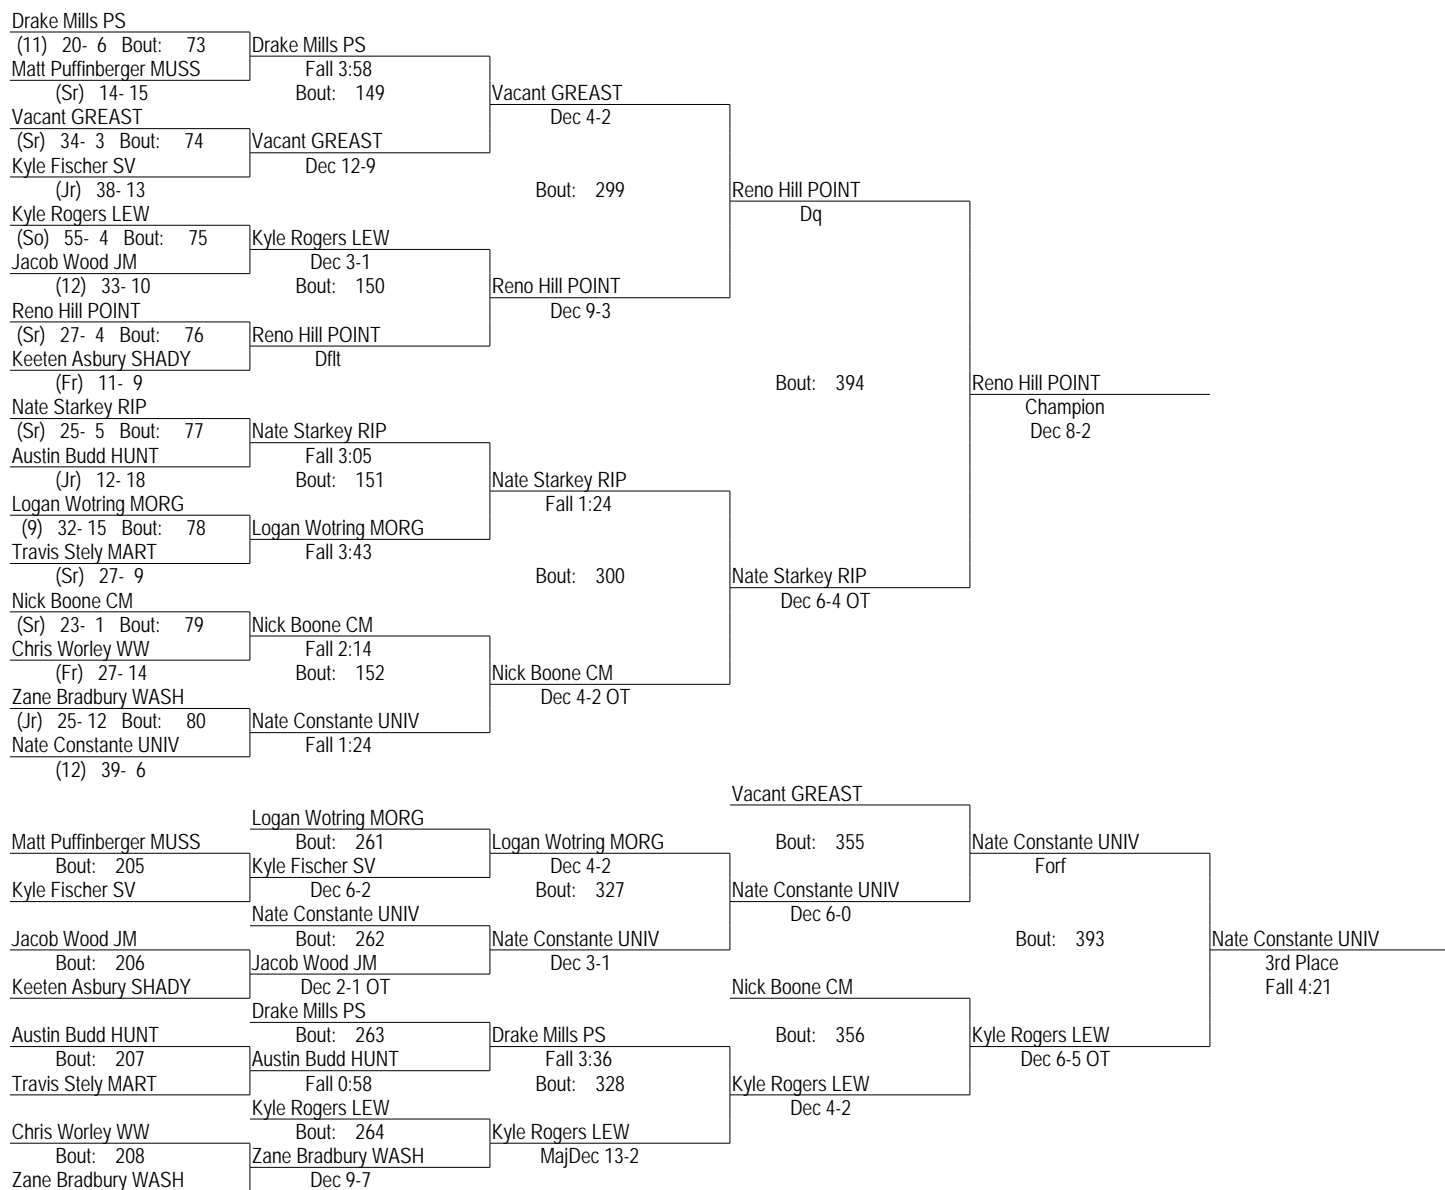 Drake Mills PS
(11) 20- 6 Bout: 73 Drake Mills PS
Matt Puffinberger MUSS Fall 3:58
(Sr) 14- 15 Bout: 149 Vacant GREAST
Vacant GREAST Dec 4-2
(Sr) 34- 3 Bout: 74 Vacant GREAST
Kyle Fischer SV Dec 12-9
(Jr) 38- 13 Bout: 299 Reno Hill POINT
Kyle Rogers LEW Dq
(So) 55- 4 Bout: 75 Kyle Rogers LEW
Jacob Wood JM Dec 3-1
(12) 33- 10 Bout: 150 Reno Hill POINT
Reno Hill POINT Dec 9-3
(Sr) 27- 4 Bout: 76 Reno Hill POINT
Keeten Asbury SHADY Dflt
(Fr) 11- 9 Bout: 394 Reno Hill POINT
Nate Starkey RIP Champion
(Sr) 25- 5 Bout: 77 Nate Starkey RIP Dec 8-2
Austin Budd HUNT Fall 3:05
(Jr) 12- 18 Bout: 151 Nate Starkey RIP
Logan Wotring MORG Fall 1:24
(9) 32- 15 Bout: 78 Logan Wotring MORG
Travis Stely MART Fall 3:43
(Sr) 27- 9 Bout: 300 Nate Starkey RIP
Nick Boone CM Dec 6-4 OT
(Sr) 23- 1 Bout: 79 Nick Boone CM
Chris Worley WW Fall 2:14
(Fr) 27- 14 Bout: 152 Nick Boone CM
Zane Bradbury WASH Dec 4-2 OT
(Jr) 25- 12 Bout: 80 Nate Constante UNIV
Nate Constante UNIV Fall 1:24
(12) 39- 6
Vacant GREAST
Logan Wotring MORG
Matt Puffinberger MUSS Bout: 261 Logan Wotring MORG Bout: 355 Nate Constante UNIV
Bout: 205 Kyle Fischer SV Dec 4-2 Forf
Kyle Fischer SV Dec 6-2 Bout: 327 Nate Constante UNIV
Nate Constante UNIV Dec 6-0
Jacob Wood JM Bout: 262 Nate Constante UNIV Bout: 393 Nate Constante UNIV
Bout: 206 Jacob Wood JM Dec 3-1 3rd Place
Keeten Asbury SHADY Dec 2-1 OT Nick Boone CM Fall 4:21
Drake Mills PS
Austin Budd HUNT Bout: 263 Drake Mills PS Bout: 356 Kyle Rogers LEW
Bout: 207 Austin Budd HUNT Fall 3:36 Dec 6-5 OT
Travis Stely MART Fall 0:58 Bout: 328 Kyle Rogers LEW
Kyle Rogers LEW Dec 4-2
Chris Worley WW Bout: 264 Kyle Rogers LEW
Bout: 208 Zane Bradbury WASH MajDec 13-2
Zane Bradbury WASH Dec 9-7